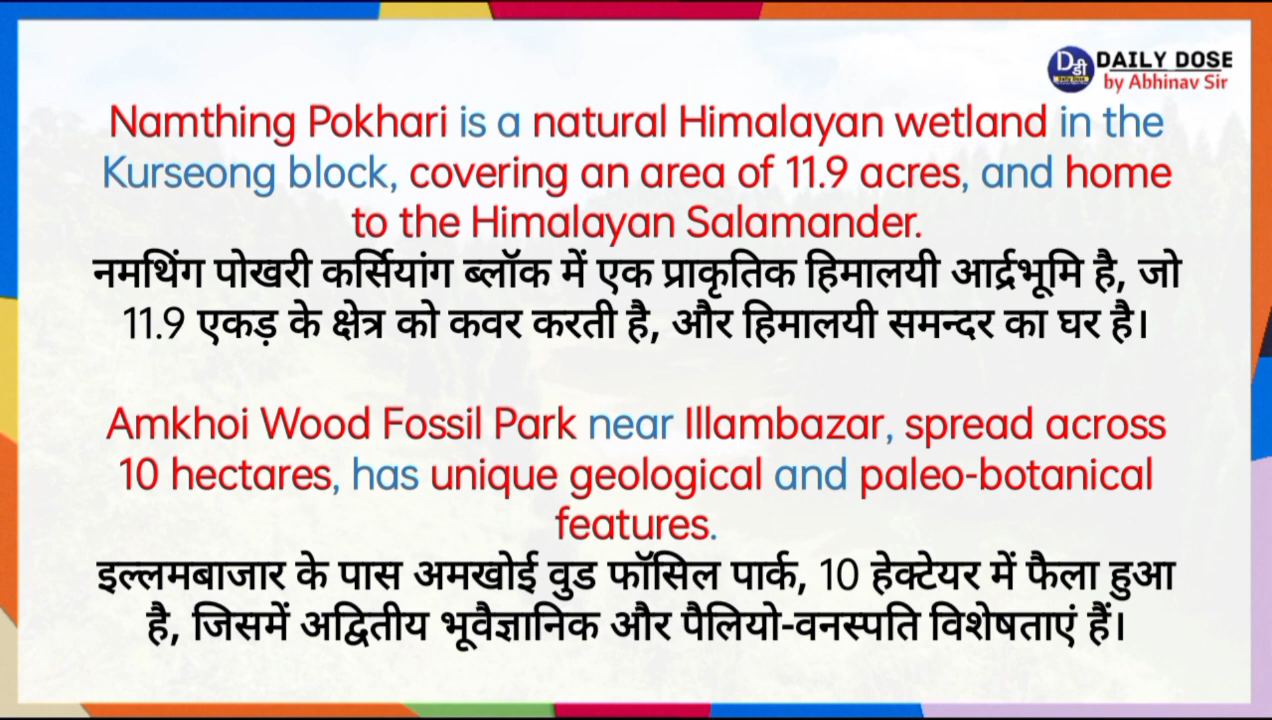 DAILY DOSE
by Abhinav Sir
Namthing Pokhari is a natural Himalayan wetland in the
Kurseong block, covering an area of 11.9 acres, and home
to the Himalayan Salamander.
नमथिंग पोखरी कर्सियांग ब्लॉक में एक प्राकृतिक हिमालयी आर्द्रभूमि है, जो
11.9 एकड़ के क्षेत्र को कवर करती है, और हिमालयी समन्दर का घर है।
Amkhoi Wood Fossil Park near Illambazar, spread across
10 hectares, has unique geological and paleo-botanical
features.
इल्लमबाजार के पास अमखोई वुड फॉसिल पार्क, 10 हेक्टेयर में फैला हुआ
है, जिसमें अद्वितीय भूवैज्ञानिक और पैलियो-वनस्पति विशेषताएं हैं।